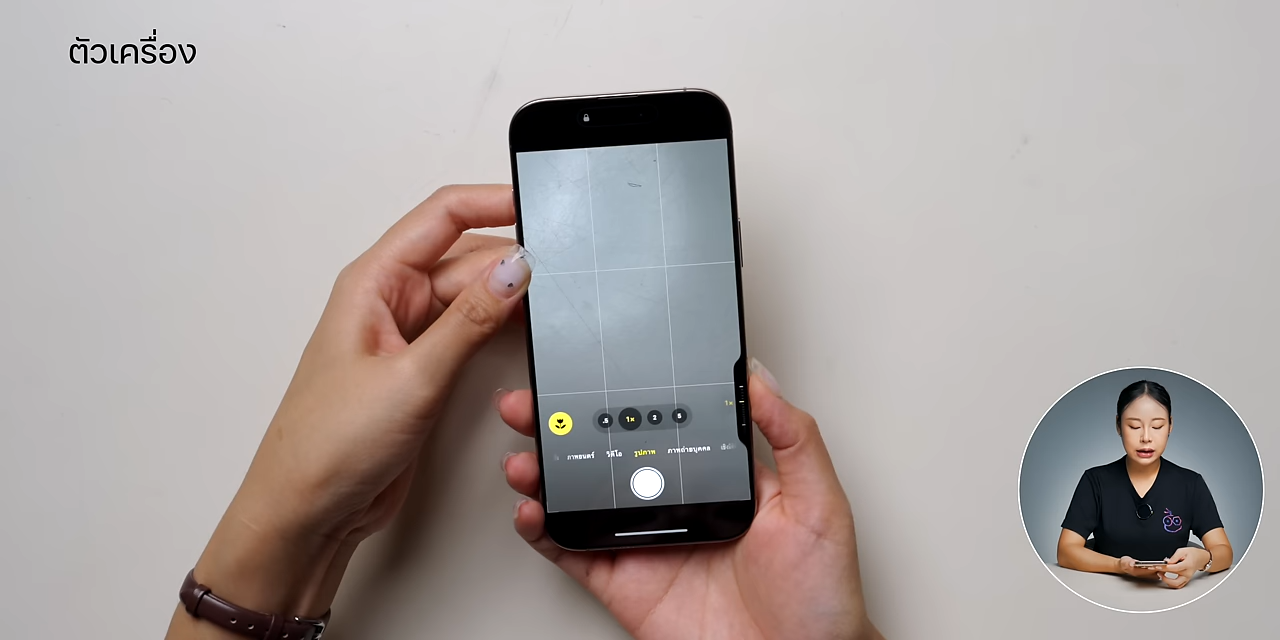 ตัวเครื่อง
1x
.5 1x 2 5
ภาพยนตร์ วิดีโอ รูปภาพ ภาพถ่ายบุคคล